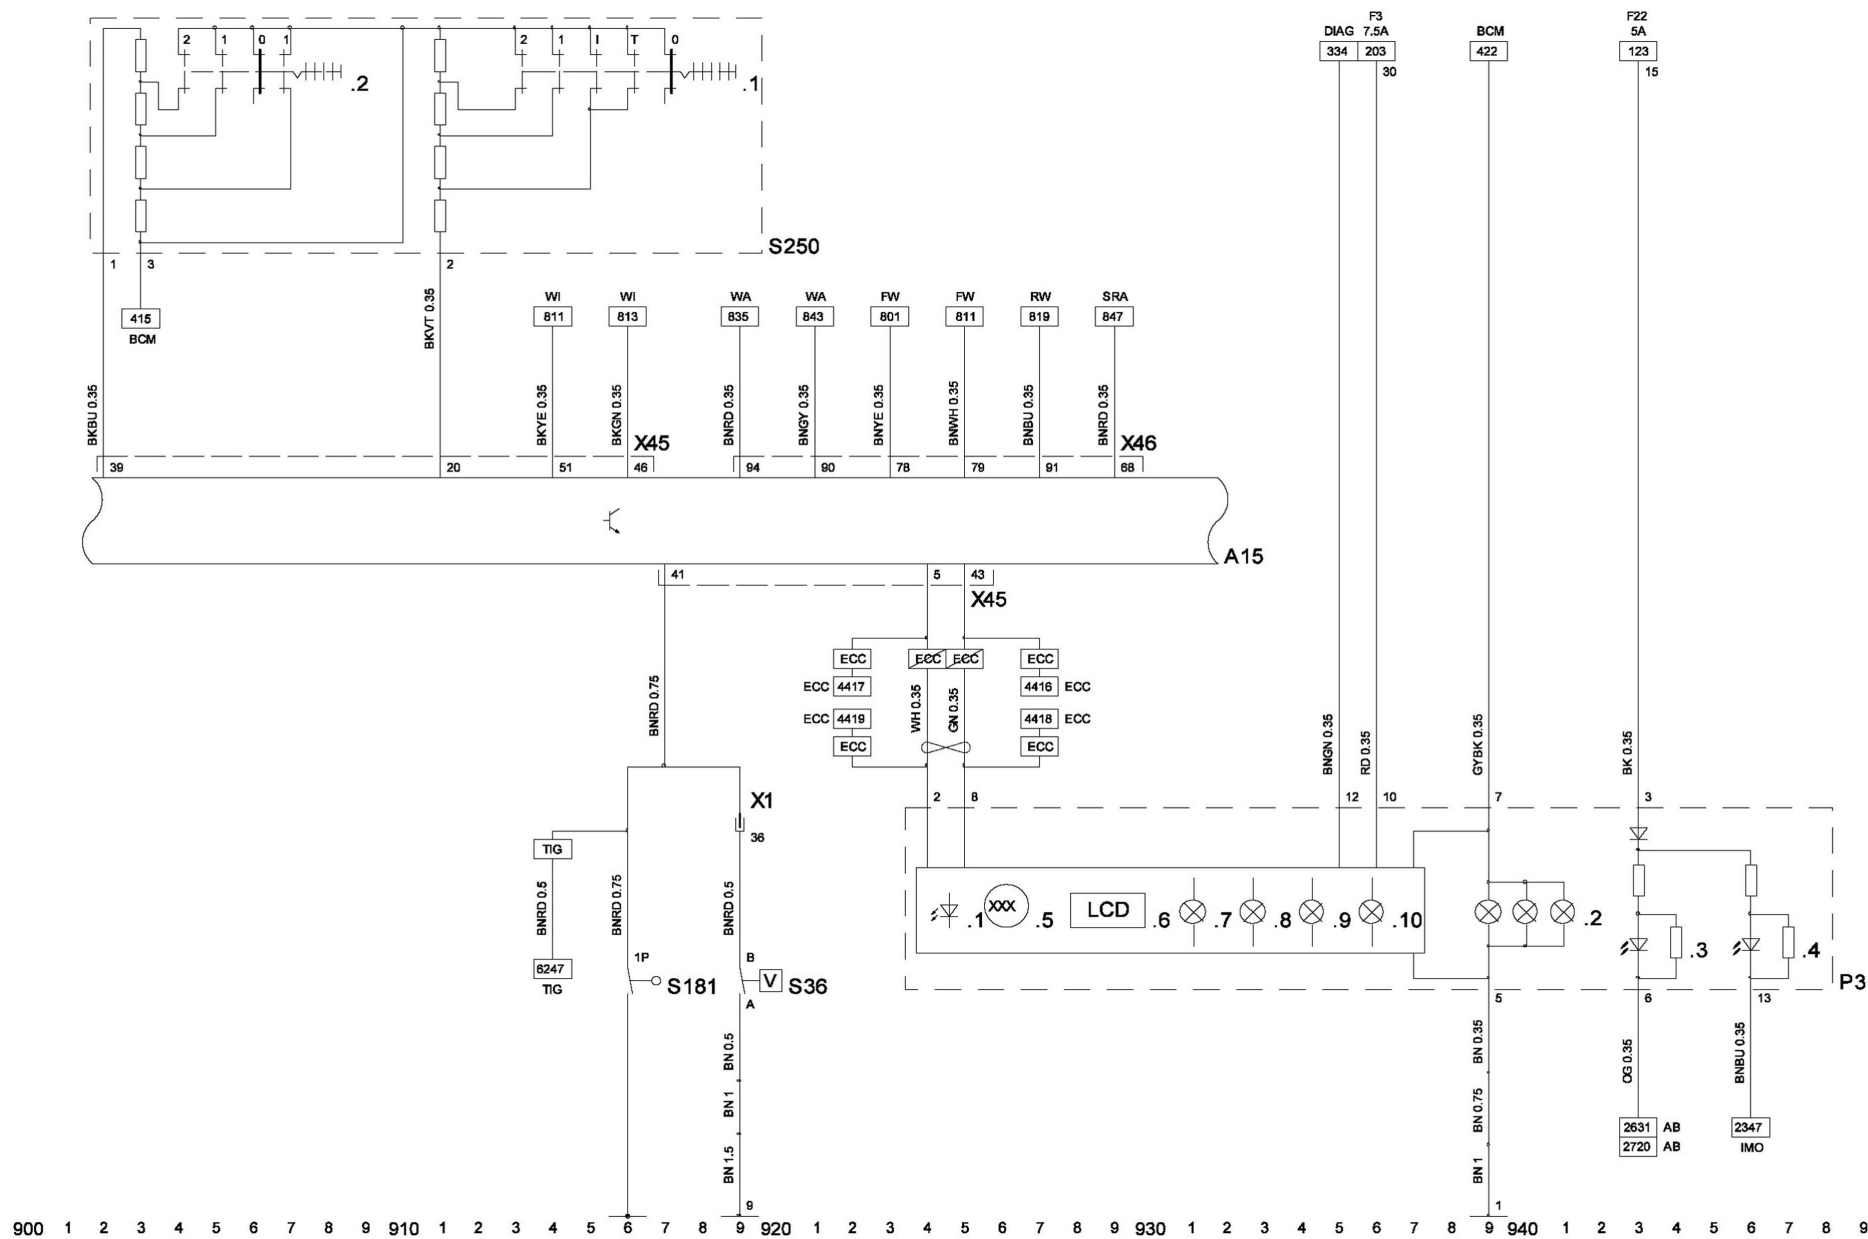 F3 F22
DIAG 7.5A BCM 5A
334 203 422 123
30 15
2 1 0 1 2 1 I T 0
.2 .1
S250
1 3 2
415
BCM
BKBU 0.35
BKVT 0.35
WI WI WA WA FW FW RW SRA
811 813 835 843 801 811 819 847
BKYE 0.35
BKGN 0.35
BNRD 0.35
BNGY 0.35
BNYE 0.35
BNWH 0.35
BNBU 0.35
BNRD 0.35
X45 X46
39 20 51 46 94 90 78 79 91 68
A15
41 5 43
X45
ECC ECC ECC ECC
ECC 4417 4416 ECC
ECC 4419 4418 ECC
ECC ECC
BNRD 0.75
WH 0.35
GN 0.35
BNGN 0.35
RD 0.35
GYBK 0.35
BK 0.35
X1
36
2 8 12 10 7 3
TIG
BNRD 0.5
BNRD 0.75
BNRD 0.5
XXX LCD
.1 .5 .6 .7 .8 .9 .10 .2 .3 .4
6247
TIG
1P
S181
B
V S36
A
P3
5 6 13
BN 0.5
BN 1
BN 1.5
9
BN 0.35
BN 0.75
BN 1
1
OG 0.35
BNBU 0.35
2631 AB
2720 AB
2347
IMO
900 1 2 3 4 5 6 7 8 9 910 1 2 3 4 5 6 7 8 9 920 1 2 3 4 5 6 7 8 9 930 1 2 3 4 5 6 7 8 9 940 1 2 3 4 5 6 7 8 9